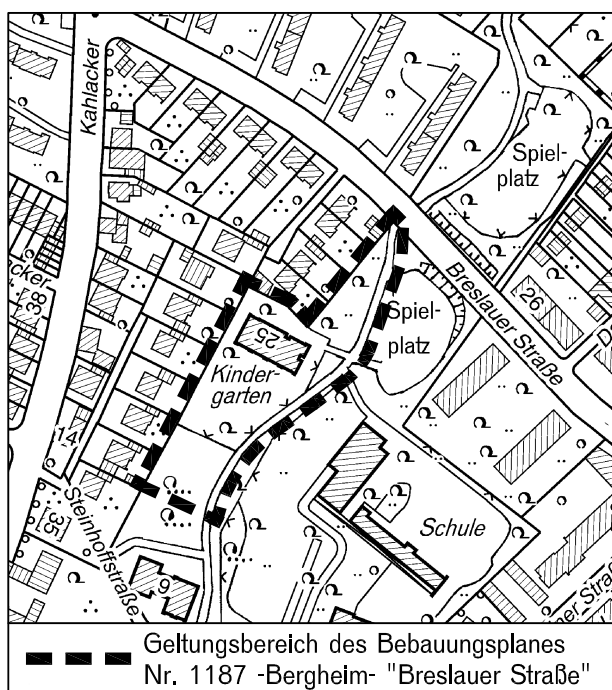 Kahlacker
Spiel-
platz
Breslauer Straße
26
38
Spiel-
platz
25
Kinder-
garten
14
Steinhoffstraße
35
Schule
9
Geltungsbereich des Bebauungsplanes
Nr. 1187 -Bergheim- "Breslauer Straße"